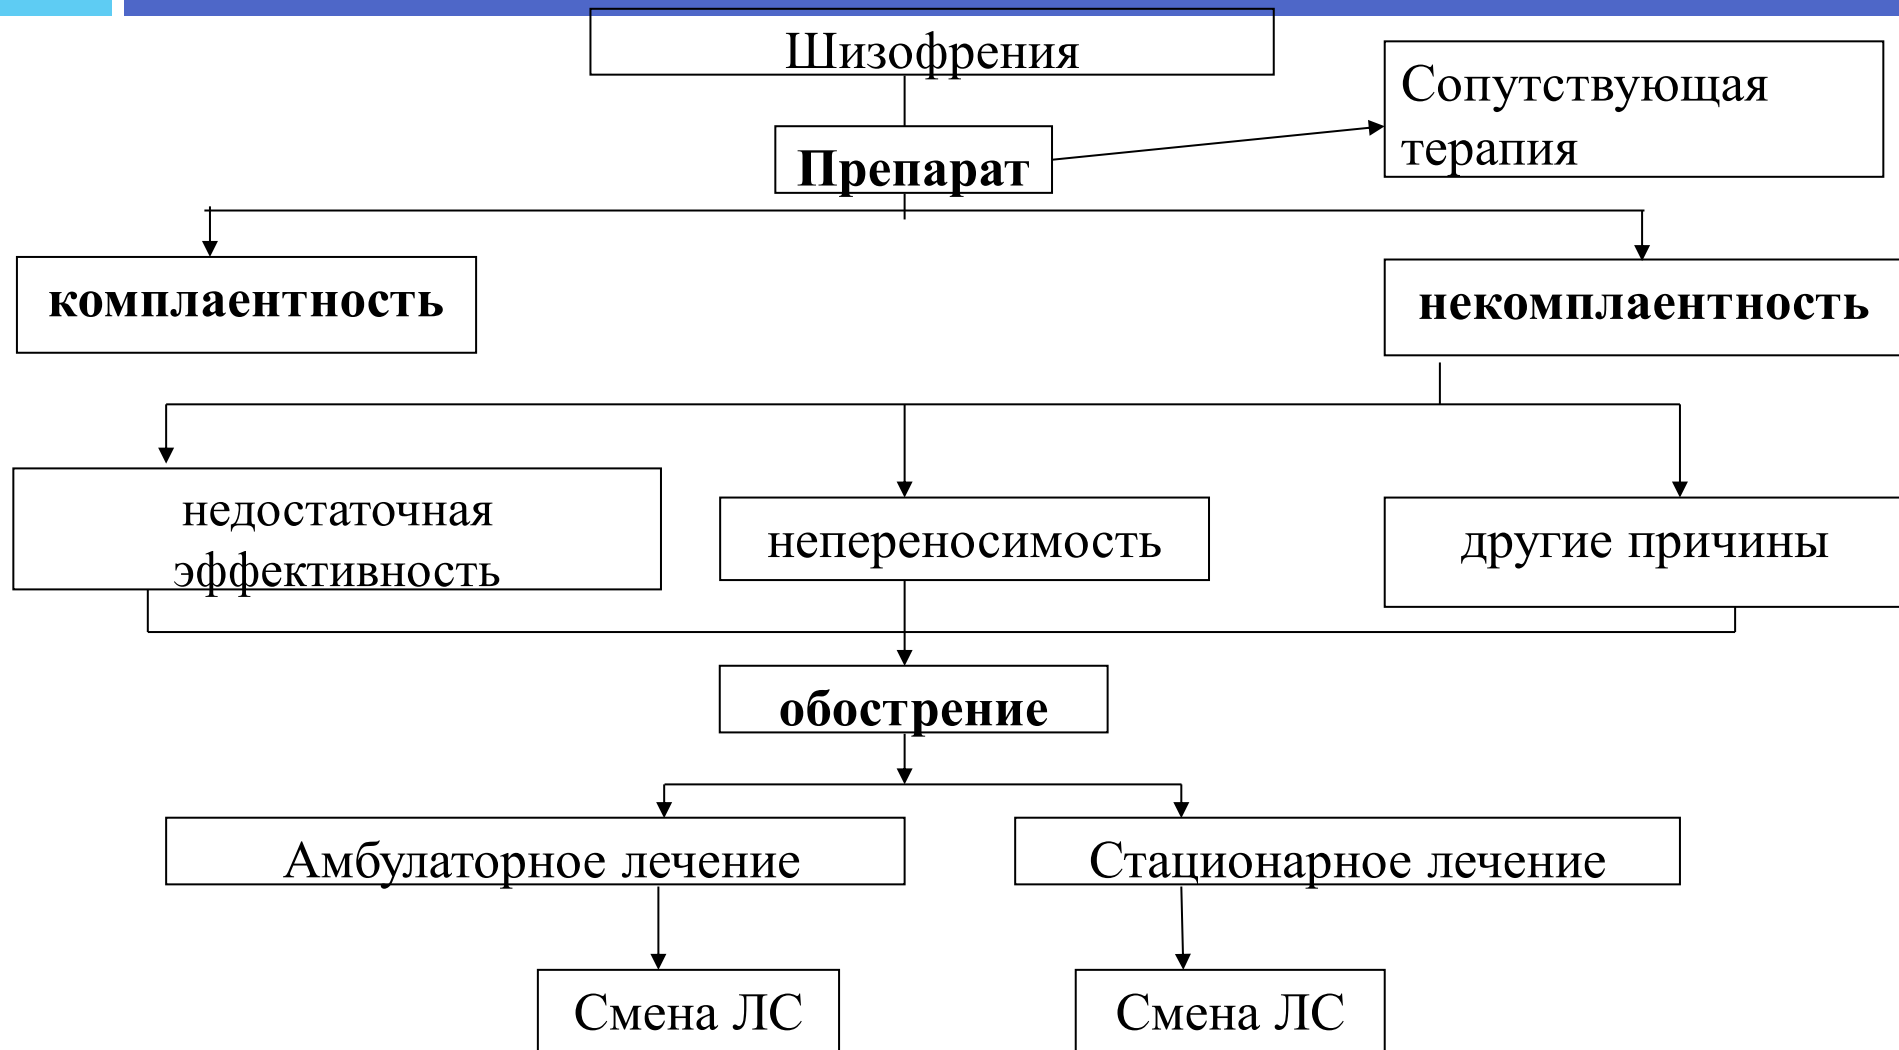 Шизофрения
Сопутствующая
терапия
Препарат
комплаентность
некомплаентность
недостаточная
эффективность
непереносимость
другие причины
обострение
Амбулаторное лечение
Стационарное лечение
Смена ЛС
Смена ЛС